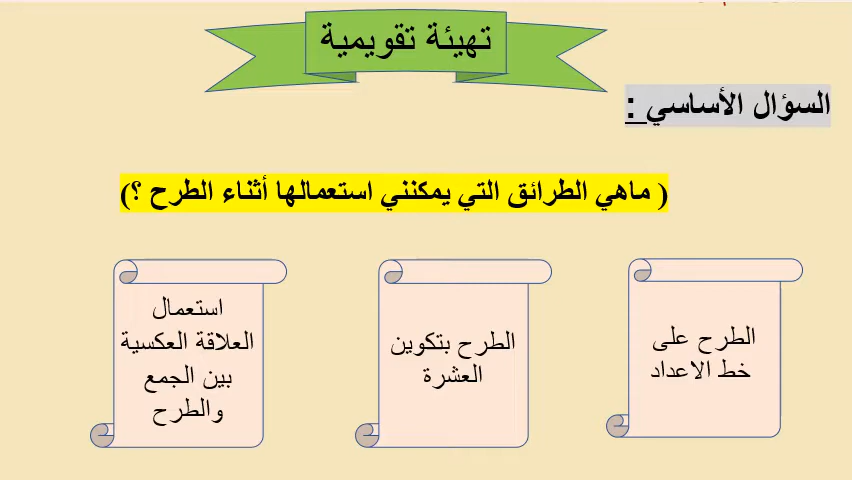 تهيئة تقويمية
السؤال الأساسي :
( ماهي الطرائق التي يمكنني استعمالها أثناء الطرح ؟)
الطرح على
خط الاعداد
الطرح بتكوين
العشرة
استعمال
العلاقة العكسية
بين الجمع
والطرح